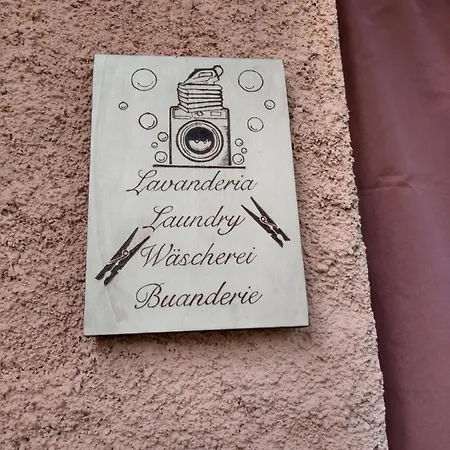 Lavanderia
Laundry
Wäscherei
Buanderie